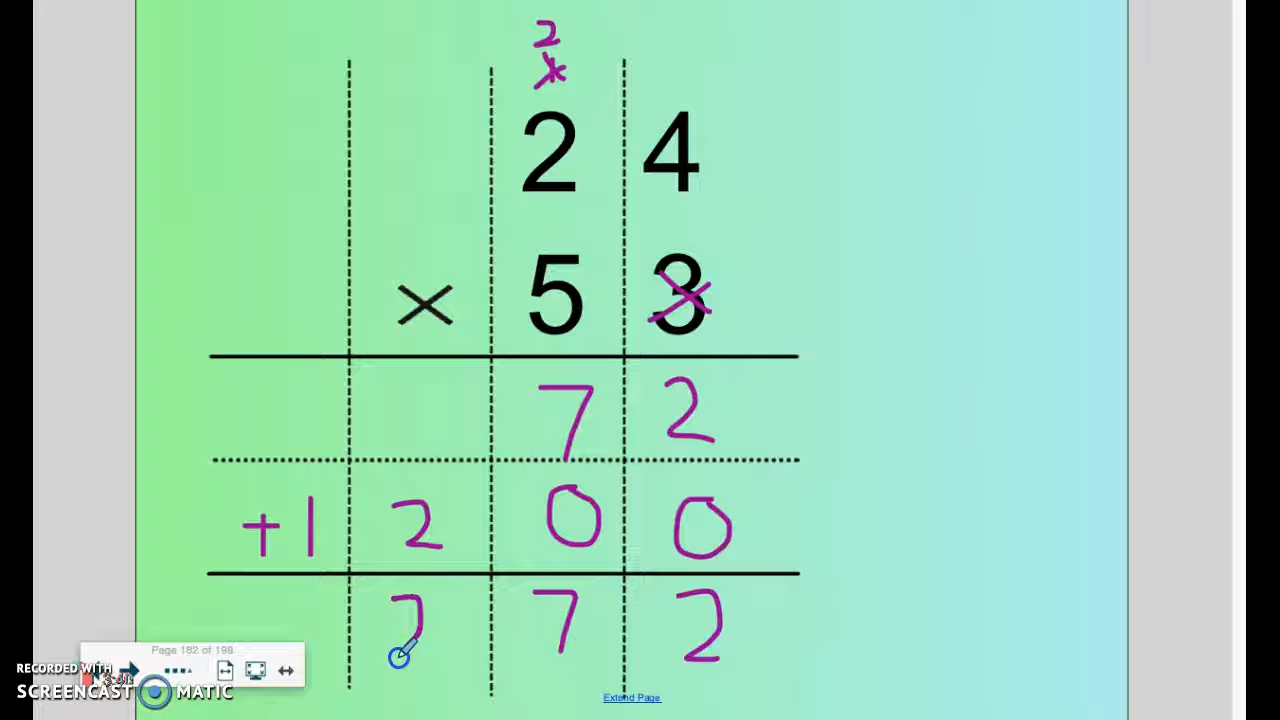 2
2 4
× 5 3
7 2
+1 2 0 0
2 7 2
Page 182 of 198
RECORDED WITH
SCREENCAST MATIC
Extend Page